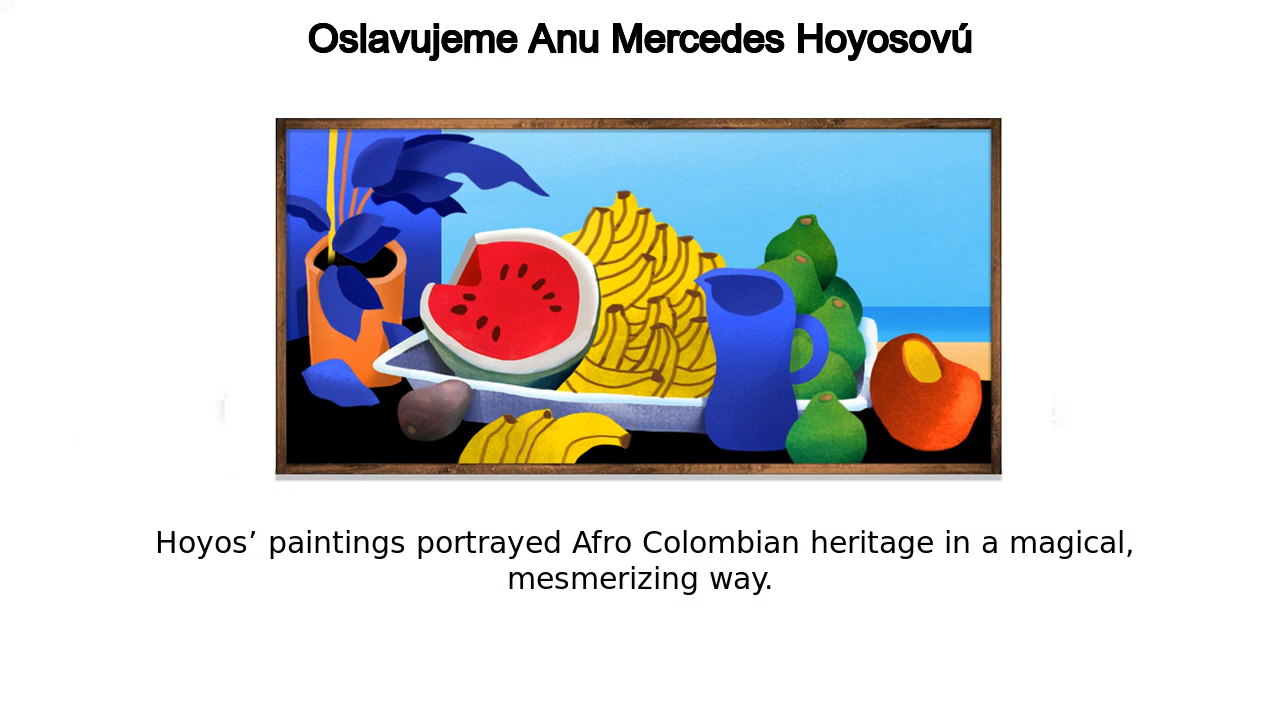 Oslavujeme Anu Mercedes Hoyosovú
Hoyos’ paintings portrayed Afro Colombian heritage in a magical,
mesmerizing way.